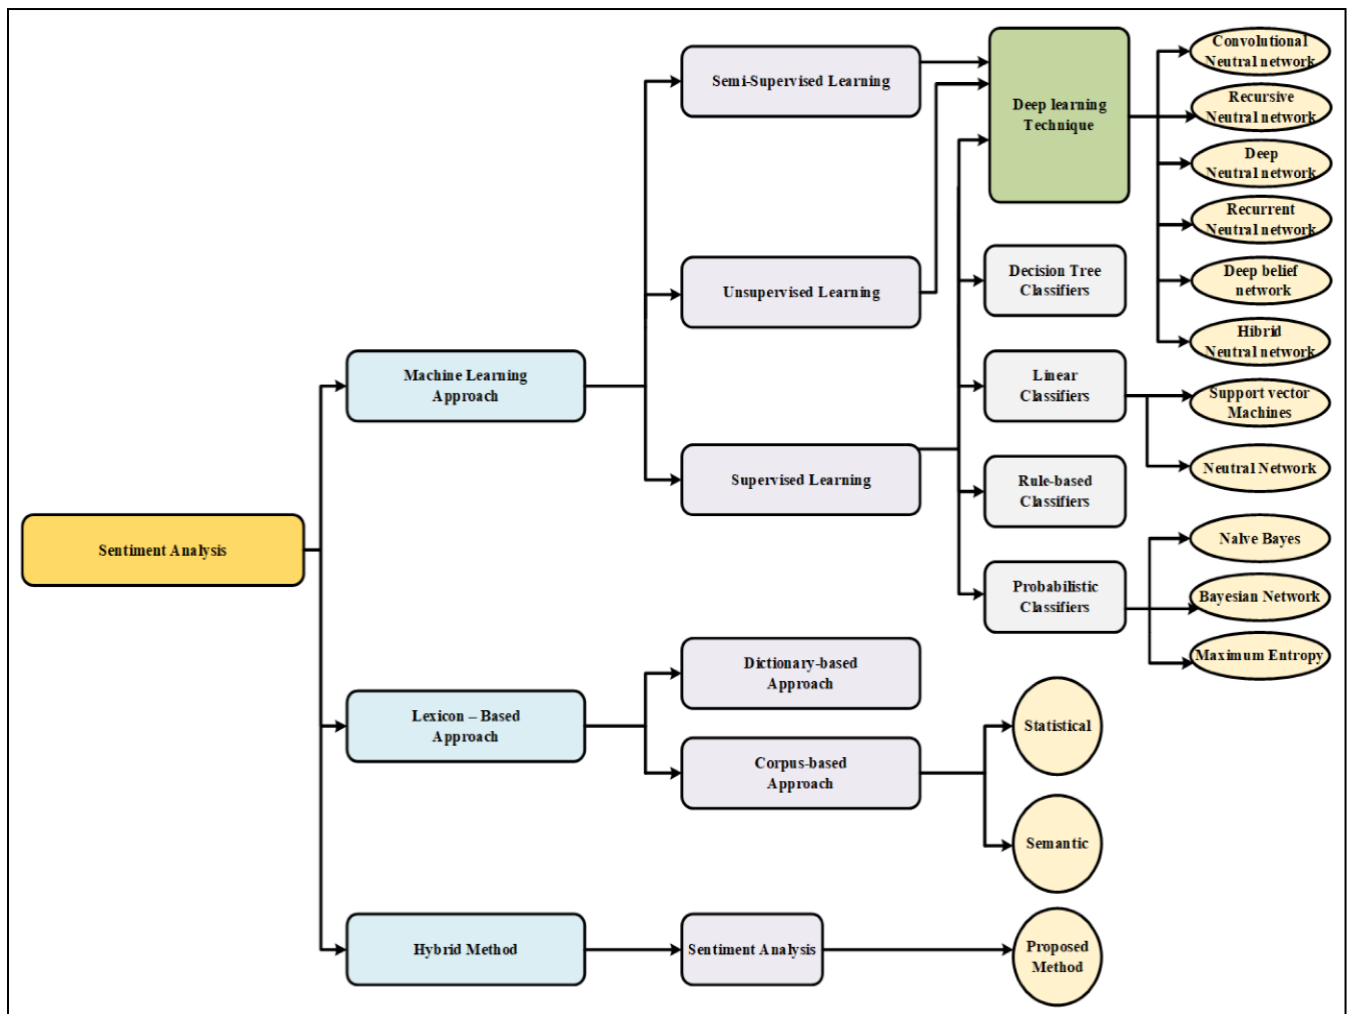 Sentiment Analysis
Machine Learning
Approach
Lexicon – Based
Approach
Hybrid Method
Semi-Supervised Learning
Unsupervised Learning
Supervised Learning
Dictionary-based
Approach
Corpus-based
Approach
Sentiment Analysis
Deep learning
Technique
Decision Tree
Classifiers
Linear
Classifiers
Rule-based
Classifiers
Probabilistic
Classifiers
Statistical
Semantic
Proposed
Method
Convolutional
Neutral network
Recursive
Neutral network
Deep
Neutral network
Recurrent
Neutral network
Deep belief
network
Hibrid
Neutral network
Support vector
Machines
Neutral Network
Nalve Bayes
Bayesian Network
Maximum Entropy